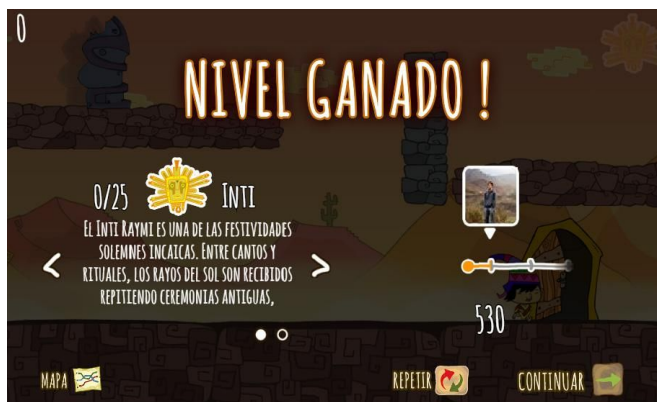 0
NIVEL GANADO !
0/25 INTI
EL INTI RAYMI ES UNA DE LAS FESTIVIDADES
SOLEMNES INCAICAS. ENTRE CANTOS Y
RITUALES, LOS RAYOS DEL SOL SON RECIBIDOS
REPITIENDO CEREMONIAS ANTIGUAS,
530
MAPA
REPETIR
CONTINUAR